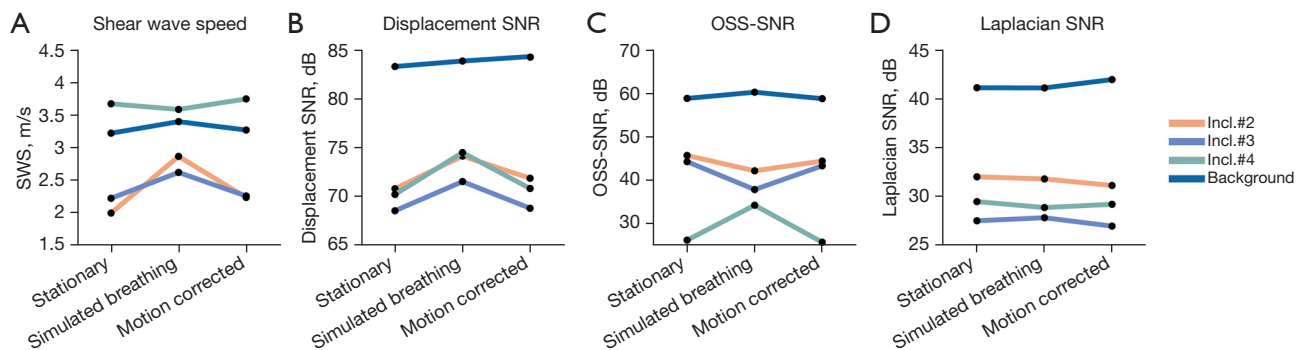 A
Shear wave speed
SWS, m/s
4.5
4
3.5
3
2.5
2
1.5
Stationary
Simulated breathing
Motion corrected
B
Displacement SNR
Displacement SNR, dB
85
80
75
70
65
Stationary
Simulated breathing
Motion corrected
C
OSS-SNR
OSS-SNR, dB
70
60
50
40
30
Stationary
Simulated breathing
Motion corrected
D
Laplacian SNR
Laplacian SNR, dB
45
40
35
30
25
Stationary
Simulated breathing
Motion corrected
Incl.#2
Incl.#3
Incl.#4
Background